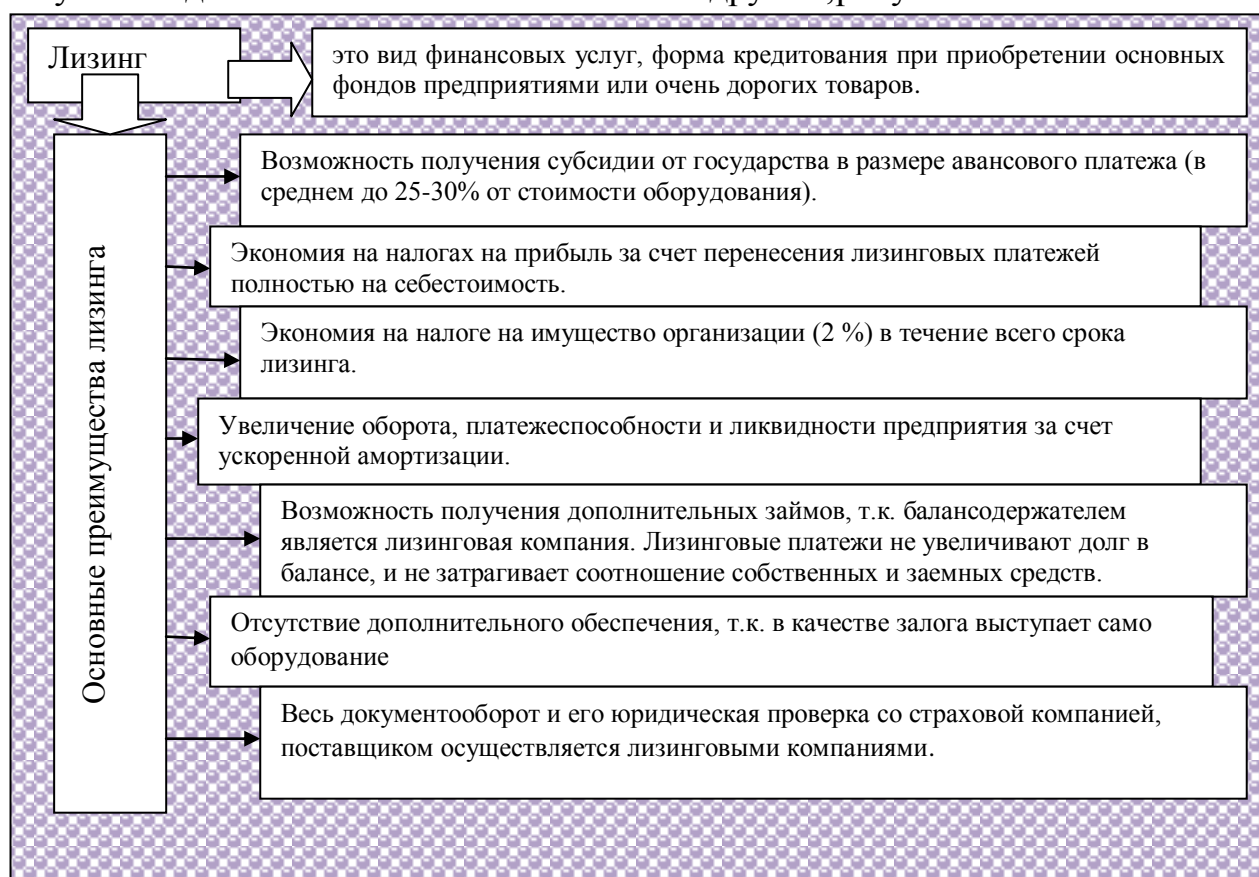 Лизинг
это вид финансовых услуг, форма кредитования при приобретении основных
фондов предприятиями или очень дорогих товаров.
Основные преимущества лизинга
Возможность получения субсидии от государства в размере авансового платежа (в
среднем до 25-30% от стоимости оборудования).
Экономия на налогах на прибыль за счет перенесения лизинговых платежей
полностью на себестоимость.
Экономия на налоге на имущество организации (2 %) в течение всего срока
лизинга.
Увеличение оборота, платежеспособности и ликвидности предприятия за счет
ускоренной амортизации.
Возможность получения дополнительных займов, т.к. балансодержателем
является лизинговая компания. Лизинговые платежи не увеличивают долг в
балансе, и не затрагивает соотношение собственных и заемных средств.
Отсутствие дополнительного обеспечения, т.к. в качестве залога выступает само
оборудование
Весь документооборот и его юридическая проверка со страховой компанией,
поставщиком осуществляется лизинговыми компаниями.